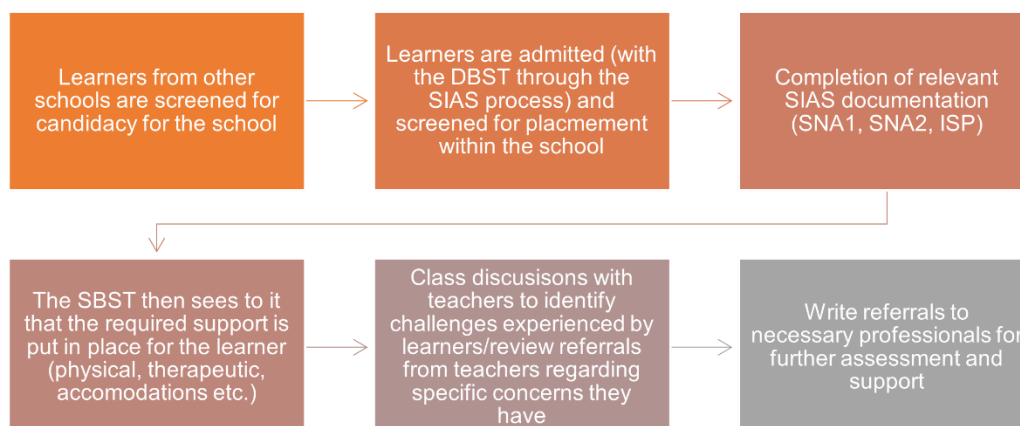 Learners from other
schools are screened for
candidacy for the school
Learners are admitted (with
the DBST through the
SIAS process) and
screened for placmement
within the school
Completion of relevant
SIAS documentation
(SNA1, SNA2, ISP)
The SBST then sees to it
that the required support is
put in place for the learner
(physical, therapeutic,
accomodations etc.)
Class discusisons with
teachers to identify
challenges experienced by
learners/review referrals
from teachers regarding
specific concerns they
have
Write referrals to
necessary professionals for
further assessment and
support